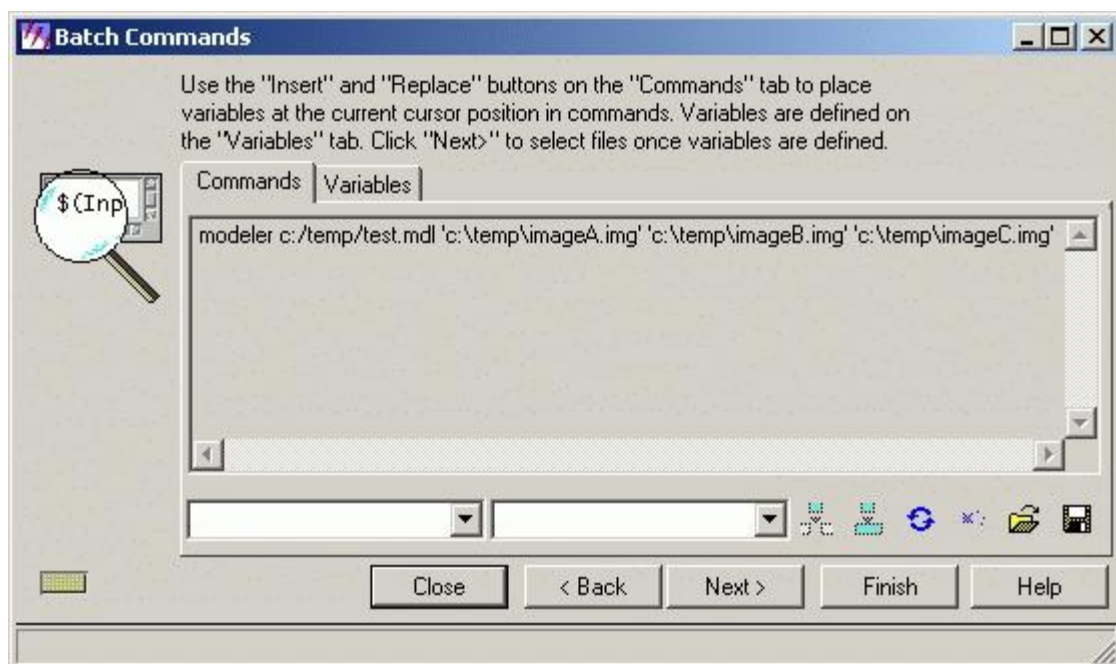 Batch Commands
Use the "Insert" and "Replace" buttons on the "Commands" tab to place
variables at the current cursor position in commands. Variables are defined on
the "Variables" tab. Click "Next>" to select files once variables are defined.
$(Inp
Commands
Variables
modeler c:/temp/test.mdl 'c:\temp\imageA.img' 'c:\temp\imageB.img' 'c:\temp\imageC.img'
Close
< Back
Next >
Finish
Help